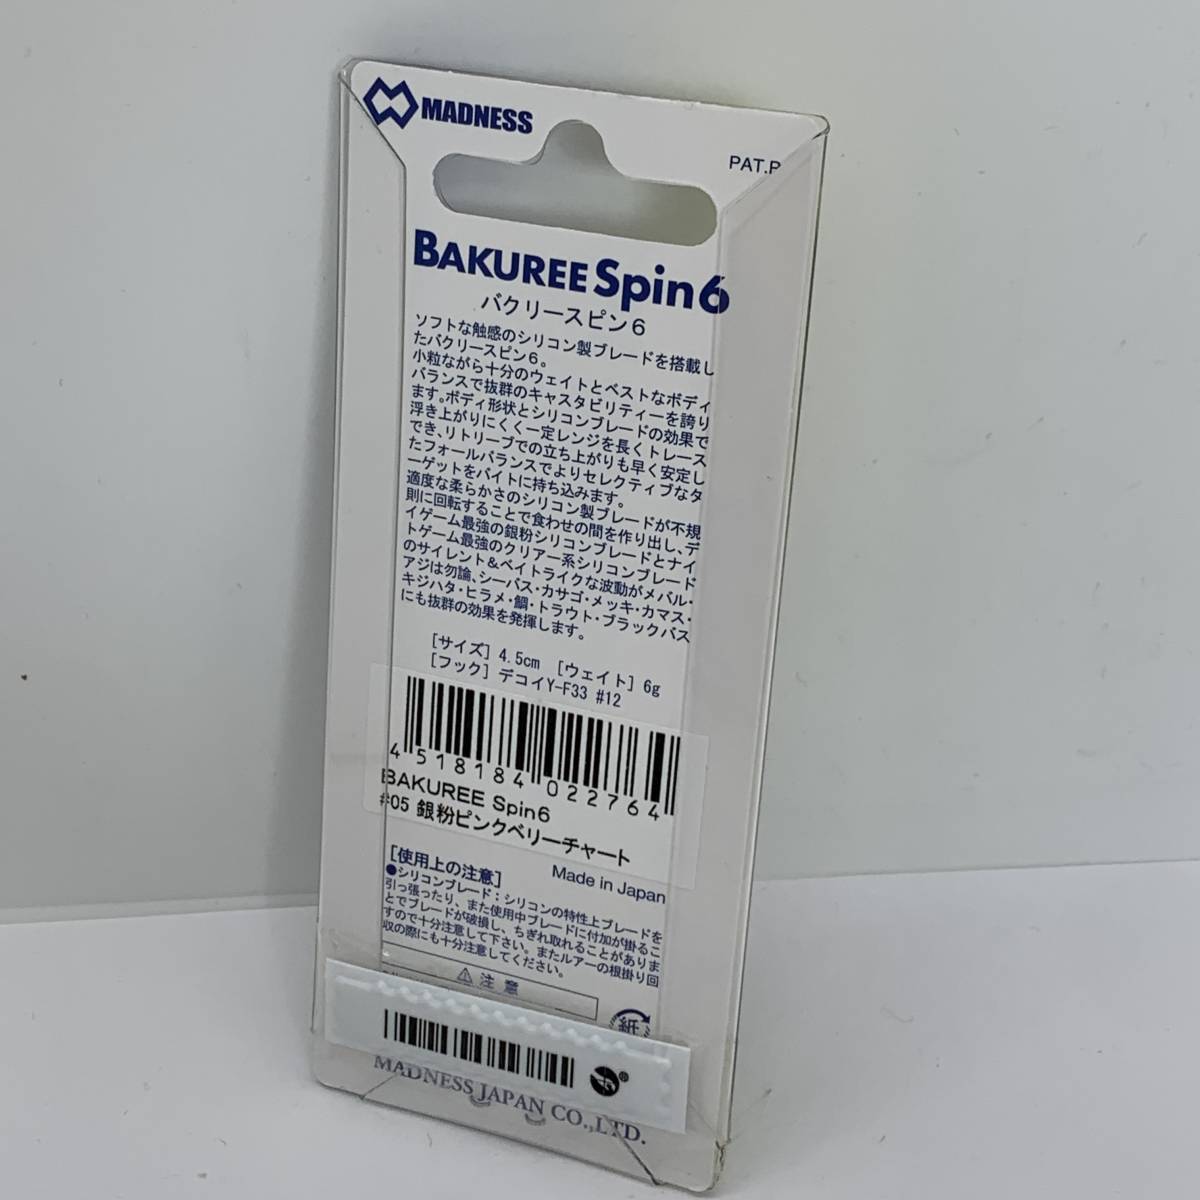 MADNESS
PAT.P
BAKUREE Spin6
バクリースピン6
ソフトな触感のシリコン製ブレードを搭載し
たバクリースピン6。
小粒ながら十分のウェイトとベストなボディ
バランスで抜群のキャスタビリティーを誇り
ます。ボディ形状とシリコンブレードの効果で
浮き上がりにくく一定レンジを長くトレース
でき、リトリーブでの立ち上がりも早く安定し
たフォールバランスでよりセレクティブなタ
ーゲットをバイトに持ち込みます。
適度な柔らかさのシリコン製ブレードが不規
則に回転することで食わせの間を作り出し、デ
イゲーム最強の銀粉シリコンブレードとナイ
トゲーム最強のクリアー系シリコンブレード
のサイレント&ベイトライクな波動がメバル・
アジは勿論、シーバス・カサゴ・メッキ・カマス・
キジハタ・ヒラメ・鯛・トラウト・ブラックバス
にも抜群の効果を発揮します。
[サイズ] 4.5cm [ウェイト] 6g
[フック] デコイY-F33 #12
4 518184 022764
BAKUREE Spin6
#05 銀粉ピンクベリーチャート
Made in Japan
[使用上の注意]
●シリコンブレード：シリコンの特性上ブレードを
引っ張ったり、また使用中ブレードに付加が掛るこ
とでブレードが破損し、ちぎれ取れることがありま
すので十分注意して下さい。またルアーの根掛り回
収の際にも十分注意してください。
⚠注意
紙
®
MADNESS JAPAN CO.,LTD.